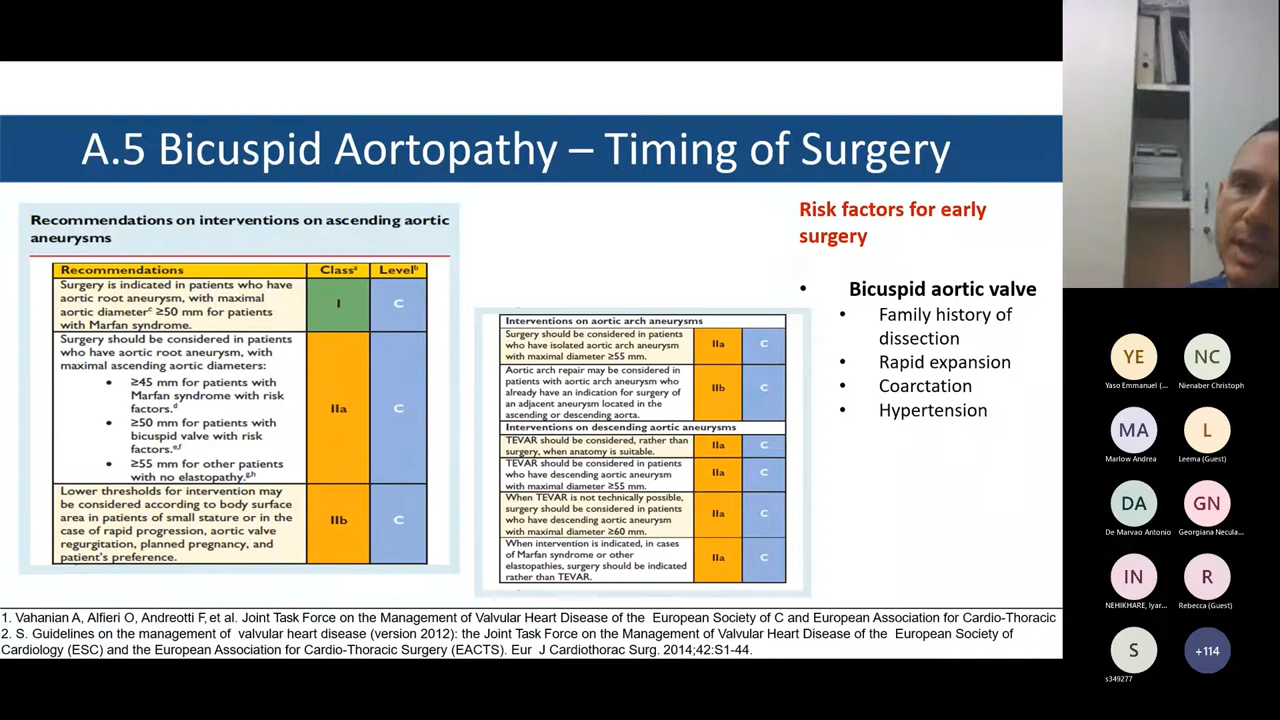 A.5 Bicuspid Aortopathy – Timing of Surgery
Recommendations on interventions on ascending aortic
aneurysms
Recommendations Classᵃ Levelᵇ
Surgery is indicated in patients who have
aortic root aneurysm, with maximal
aortic diameterᶜ ≥50 mm for patients
with Marfan syndrome.
I C
Surgery should be considered in patients
who have aortic root aneurysm, with
maximal ascending aortic diameters:
• ≥45 mm for patients with
Marfan syndrome with risk
factors.ᵈ
• ≥50 mm for patients with
bicuspid valve with risk
factors.ᵉ,ᶠ
• ≥55 mm for other patients
with no elastopathy.ᵍ,ʰ
IIa C
Lower thresholds for intervention may
be considered according to body surface
area in patients of small stature or in the
case of rapid progression, aortic valve
regurgitation, planned pregnancy, and
patient's preference.
IIb C
Interventions on aortic arch aneurysms
Surgery should be considered in patients
who have isolated aortic arch aneurysm
with maximal diameter ≥55 mm.
IIa C
Aortic arch repair may be considered in
patients with aortic arch aneurysm who
already have an indication for surgery of
an adjacent aneurysm located in the
ascending or descending aorta.
IIb C
Interventions on descending aortic aneurysms
TEVAR should be considered, rather than
surgery, when anatomy is suitable.
IIa C
TEVAR should be considered in patients
who have descending aortic aneurysm
with maximal diameter ≥55 mm.
IIa C
When TEVAR is not technically possible,
surgery should be considered in patients
who have descending aortic aneurysm
with maximal diameter ≥60 mm.
IIa C
When intervention is indicated, in cases
of Marfan syndrome or other
elastopathies, surgery should be indicated
rather than TEVAR.
IIa C
Risk factors for early
surgery
• Bicuspid aortic valve
• Family history of
dissection
• Rapid expansion
• Coarctation
• Hypertension
1. Vahanian A, Alfieri O, Andreotti F, et al. Joint Task Force on the Management of Valvular Heart Disease of the European Society of C and European Association for Cardio-Thoracic
2. S. Guidelines on the management of valvular heart disease (version 2012): the Joint Task Force on the Management of Valvular Heart Disease of the European Society of
Cardiology (ESC) and the European Association for Cardio-Thoracic Surgery (EACTS). Eur J Cardiothorac Surg. 2014;42:S1-44.
YE NC
Yaso Emmanuel (... Nienaber Christoph
MA L
Marlow Andrea Leema (Guest)
DA GN
De Marvao Antonio Georgiana Necula...
IN R
NEHIKHARE, Iyar... Rebecca (Guest)
S +114
s349277